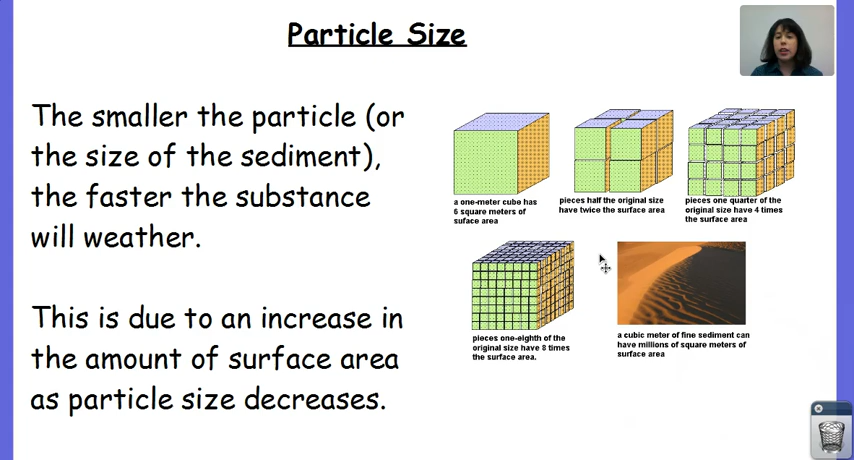 Particle Size
The smaller the particle (or
the size of the sediment),
the faster the substance
will weather.
This is due to an increase in
the amount of surface area
as particle size decreases.
a one-meter cube has
6 square meters of
suface area
pieces half the original size
have twice the surface area
pieces one quarter of the
original size have 4 times
the surface area
pieces one-eighth of the
original size have 8 times
the surface area.
a cubic meter of fine sediment can
have millions of square meters of
surface area